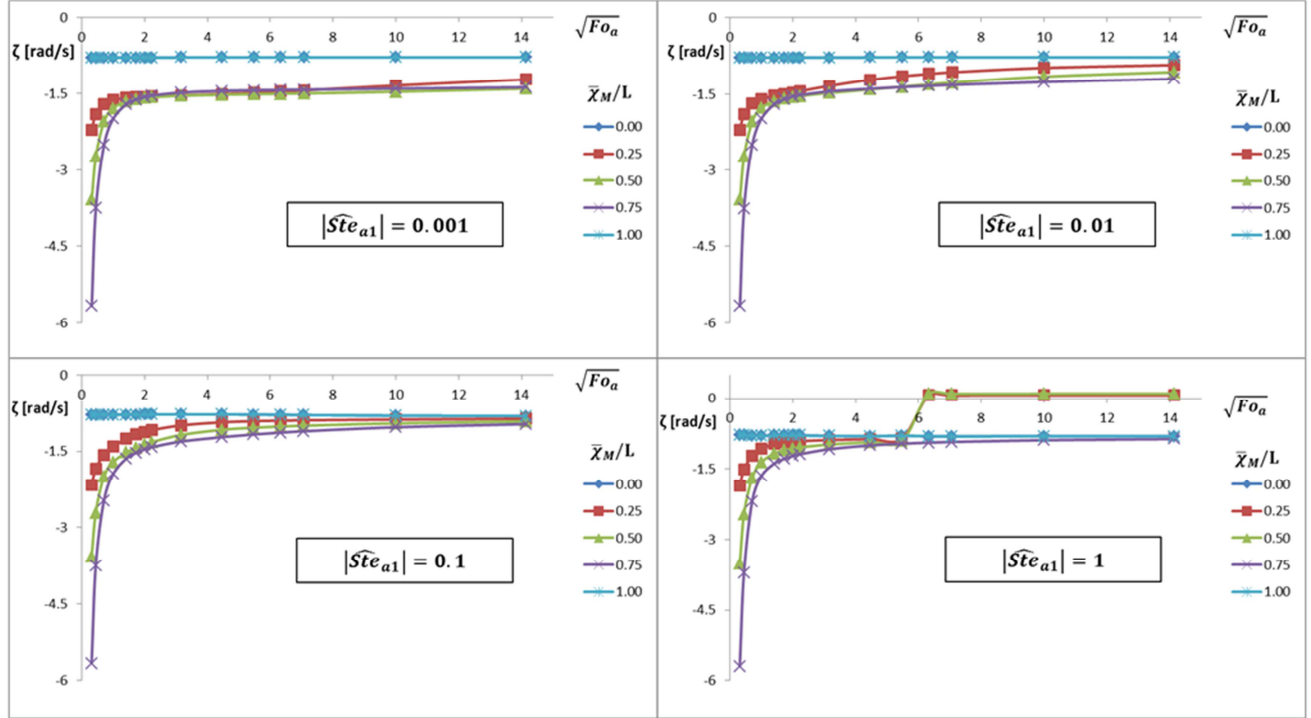 0
0 2 4 6 8 10 12 14
√Fo_a
ζ [rad/s]
-1.5
-3
-4.5
-6
χ̅_M/L
0.00
0.25
0.50
0.75
1.00
|Ŝte_a1| = 0.001
0
0 2 4 6 8 10 12 14
√Fo_a
ζ [rad/s]
-1.5
-3
-4.5
-6
χ̅_M/L
0.00
0.25
0.50
0.75
1.00
|Ŝte_a1| = 0.01
0
0 2 4 6 8 10 12 14
√Fo_a
ζ [rad/s]
-1.5
-3
-4.5
-6
χ̅_M/L
0.00
0.25
0.50
0.75
1.00
|Ŝte_a1| = 0.1
0
0 2 4 6 8 10 12 14
√Fo_a
ζ [rad/s]
-1.5
-3
-4.5
-6
χ̅_M/L
0.00
0.25
0.50
0.75
1.00
|Ŝte_a1| = 1